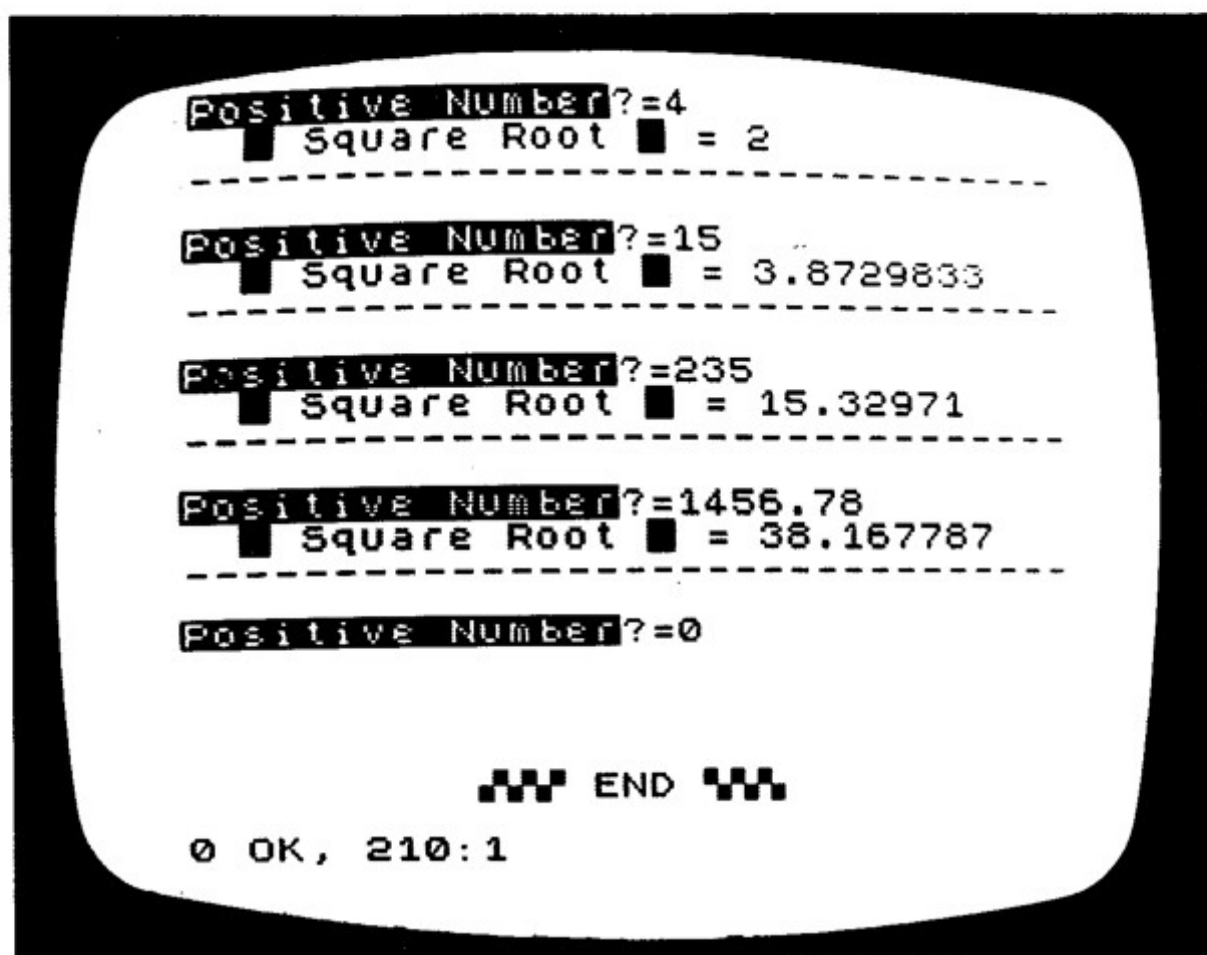 Positive Number?=4
Square Root = 2
Positive Number?=15
Square Root = 3.8729833
Positive Number?=235
Square Root = 15.32971
Positive Number?=1456.78
Square Root = 38.167787
Positive Number?=0
END
0 OK, 210:1